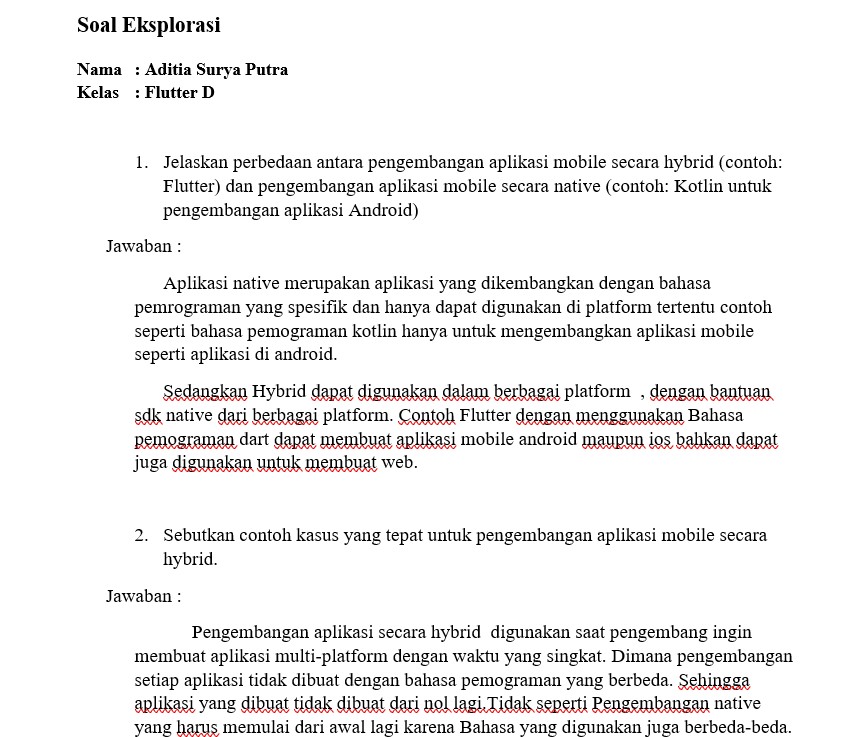 Soal Eksplorasi
Nama : Aditia Surya Putra
Kelas : Flutter D
1. Jelaskan perbedaan antara pengembangan aplikasi mobile secara hybrid (contoh:
Flutter) dan pengembangan aplikasi mobile secara native (contoh: Kotlin untuk
pengembangan aplikasi Android)
Jawaban :
Aplikasi native merupakan aplikasi yang dikembangkan dengan bahasa
pemrograman yang spesifik dan hanya dapat digunakan di platform tertentu contoh
seperti bahasa pemograman kotlin hanya untuk mengembangkan aplikasi mobile
seperti aplikasi di android.
Sedangkan Hybrid dapat digunakan dalam berbagai platform , dengan bantuan
sdk native dari berbagai platform. Contoh Flutter dengan menggunakan Bahasa
pemograman dart dapat membuat aplikasi mobile android maupun ios bahkan dapat
juga digunakan untuk membuat web.
2. Sebutkan contoh kasus yang tepat untuk pengembangan aplikasi mobile secara
hybrid.
Jawaban :
Pengembangan aplikasi secara hybrid digunakan saat pengembang ingin
membuat aplikasi multi-platform dengan waktu yang singkat. Dimana pengembangan
setiap aplikasi tidak dibuat dengan bahasa pemograman yang berbeda. Sehingga
aplikasi yang dibuat tidak dibuat dari nol lagi.Tidak seperti Pengembangan native
yang harus memulai dari awal lagi karena Bahasa yang digunakan juga berbeda-beda.